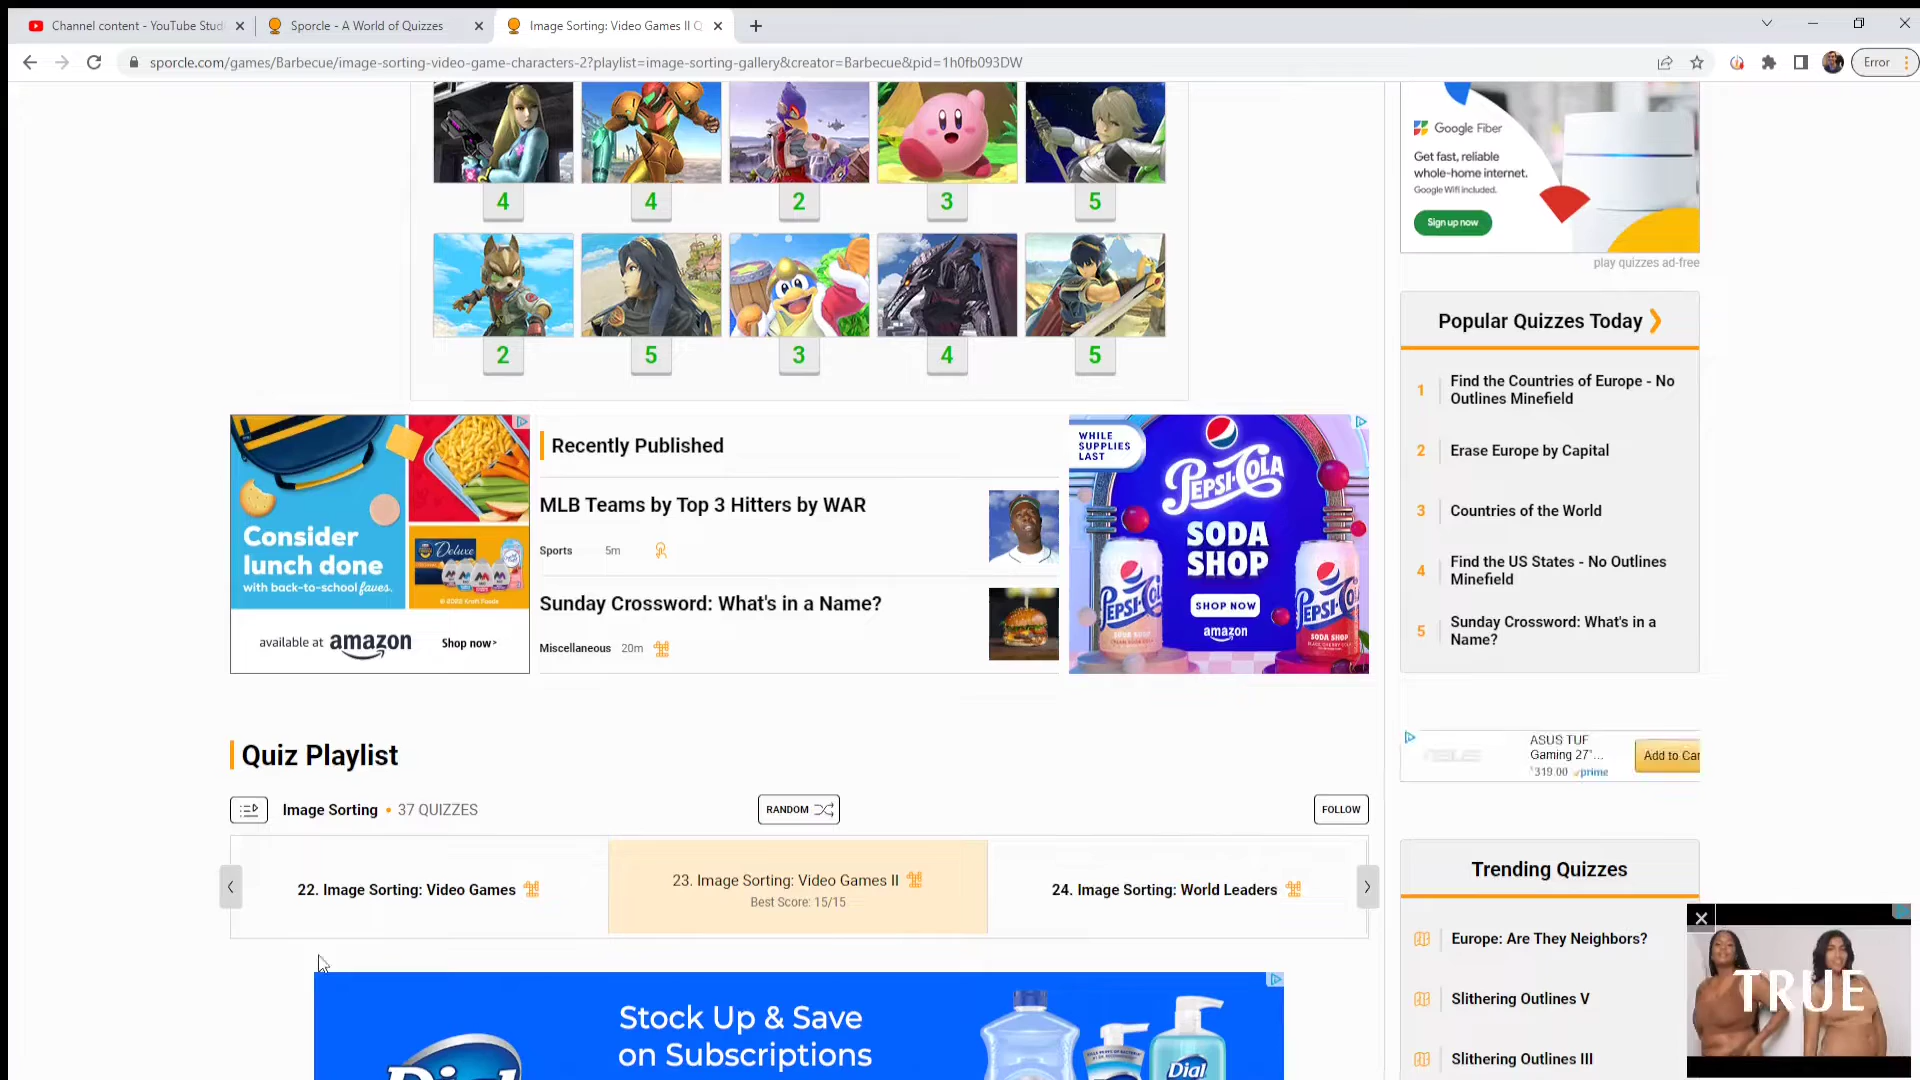 Channel content - YouTube Stud
Sporcle - A World of Quizzes
Image Sorting: Video Games II Q
sporcle.com/games/Barbecue/image-sorting-video-game-characters-2?playlist=image-sorting-gallery&creator=Barbecue&pid=1h0fb093DW
Error
4
4
2
3
5
2
5
3
4
5
Google Fiber
Get fast, reliable
whole-home internet.
Google Wifi included.
Sign up now
play quizzes ad-free
Popular Quizzes Today
1 Find the Countries of Europe - No
Outlines Minefield
2 Erase Europe by Capital
3 Countries of the World
4 Find the US States - No Outlines
Minefield
5 Sunday Crossword: What's in a
Name?
Consider
lunch done
with back-to-school faves.
Deluxe
© 2022 Kraft Foods
available at amazon
Shop now>
Recently Published
MLB Teams by Top 3 Hitters by WAR
Sports 5m
Sunday Crossword: What's in a Name?
Miscellaneous 20m
WHILE
SUPPLIES
LAST
PEPSI-COLA
SODA
SHOP
SHOP NOW
amazon
PEPSI-C
PEPSI-C
SODA SHOP
ASUS TUF
Gaming 27"...
$319.00 prime
Add to Car
Quiz Playlist
Image Sorting • 37 QUIZZES
RANDOM
FOLLOW
22. Image Sorting: Video Games
23. Image Sorting: Video Games II
Best Score: 15/15
24. Image Sorting: World Leaders
Trending Quizzes
Europe: Are They Neighbors?
Slithering Outlines V
Slithering Outlines III
TRUE
Stock Up & Save
on Subscriptions
Dial
Dial